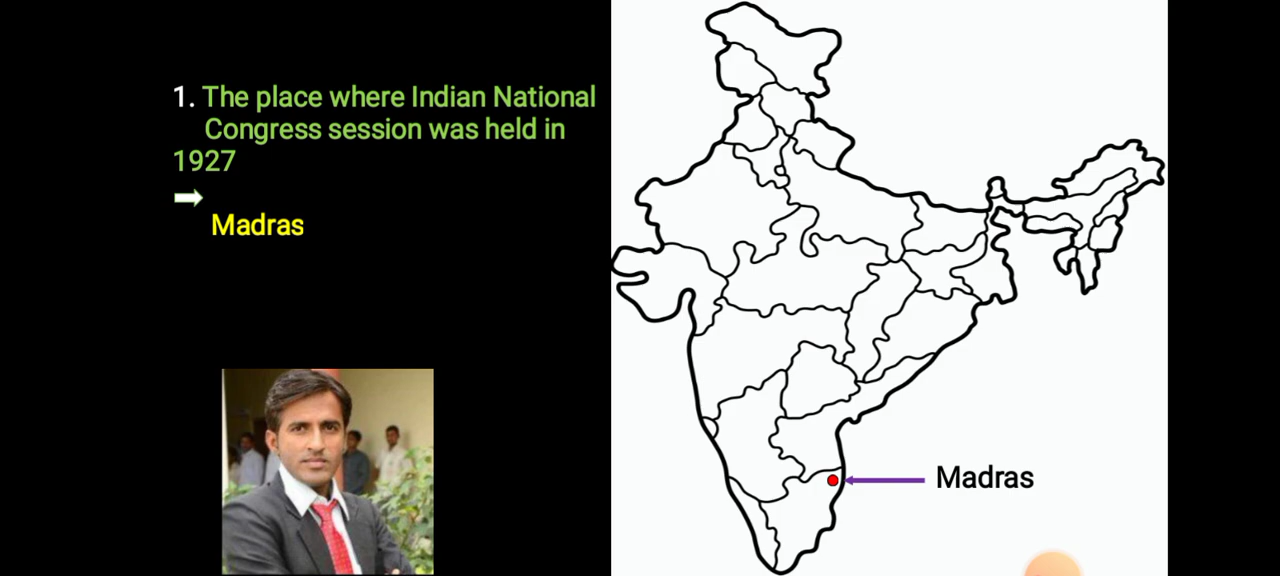 1. The place where Indian National
Congress session was held in
1927
Madras
Madras